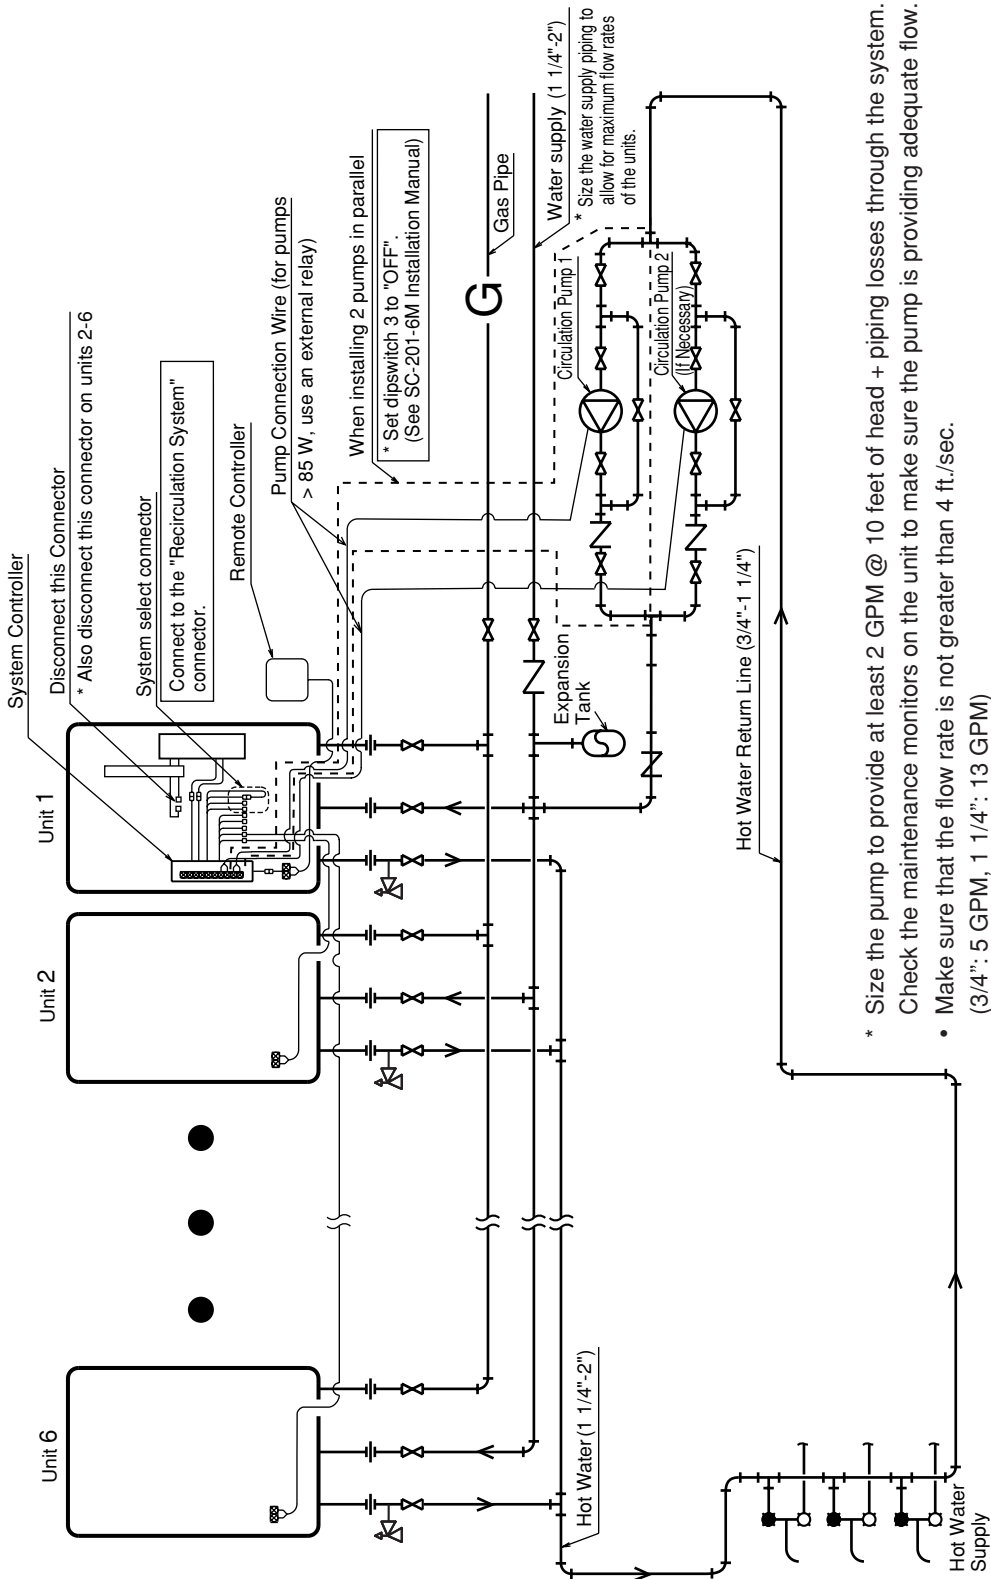 System Controller
Disconnect this Connector
* Also disconnect this connector on units 2-6
System select connector
Connect to the "Recirculation System"
connector.
Remote Controller
Pump Connection Wire (for pumps
> 85 W, use an external relay)
When installing 2 pumps in parallel
* Set dipswitch 3 to "OFF".
(See SC-201-6M Installation Manual)
Unit 6
Unit 2
Unit 1
G
Gas Pipe
Water supply (1 1/4"-2")
* Size the water supply piping to
allow for maximum flow rates
of the units.
Expansion
Tank
Circulation Pump 1
Circulation Pump 2
(If Necessary)
Hot Water (1 1/4"-2")
Hot Water Return Line (3/4"-1 1/4")
Hot Water
Supply
* Size the pump to provide at least 2 GPM @ 10 feet of head + piping losses through the system.
Check the maintenance monitors on the unit to make sure the pump is providing adequate flow.
• Make sure that the flow rate is not greater than 4 ft./sec.
(3/4”: 5 GPM, 1 1/4”: 13 GPM)